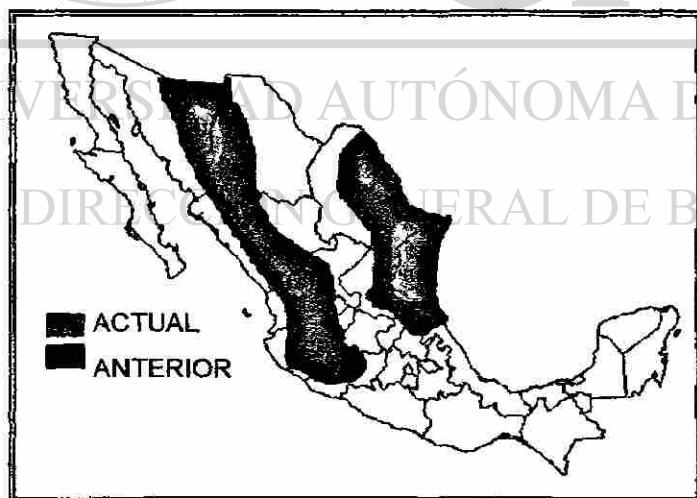 VERSIDAD AUTÓNOMA D
DIRECCIÓN GENERAL DE B
ACTUAL
ANTERIOR